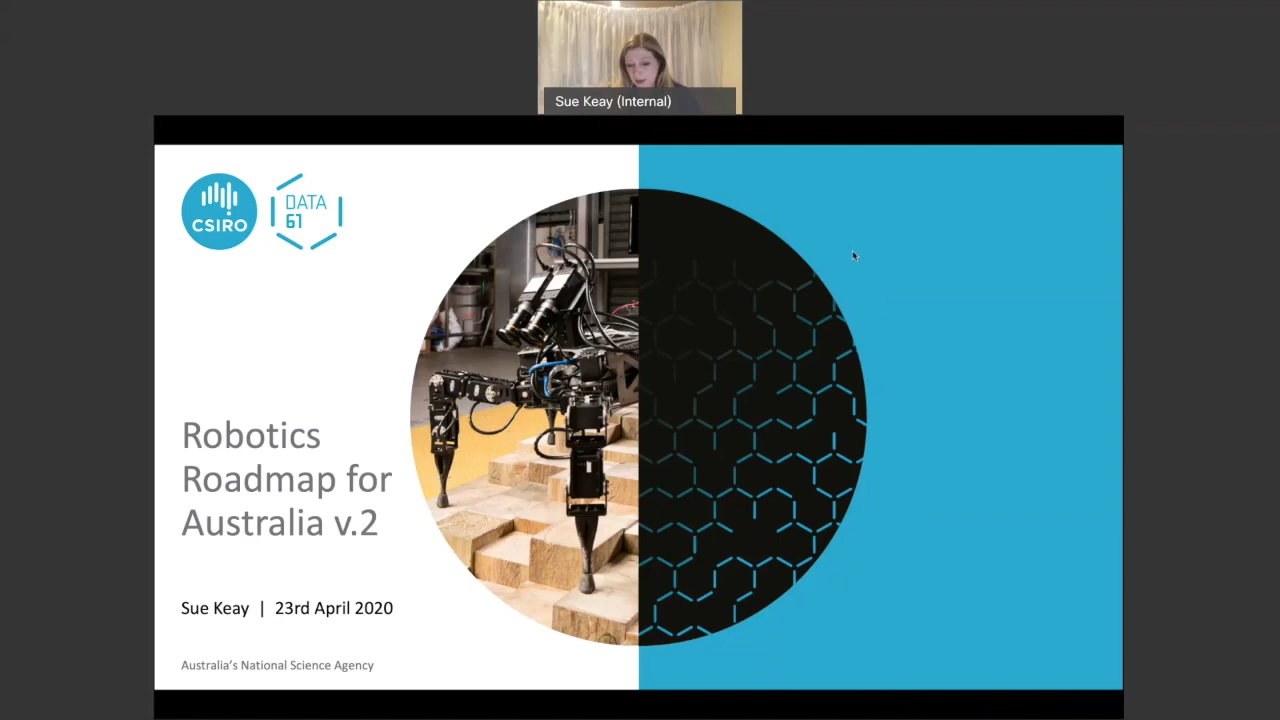 Sue Keay (Internal)
CSIRO
DATA
61
Robotics
Roadmap for
Australia v.2
Sue Keay | 23rd April 2020
Australia's National Science Agency